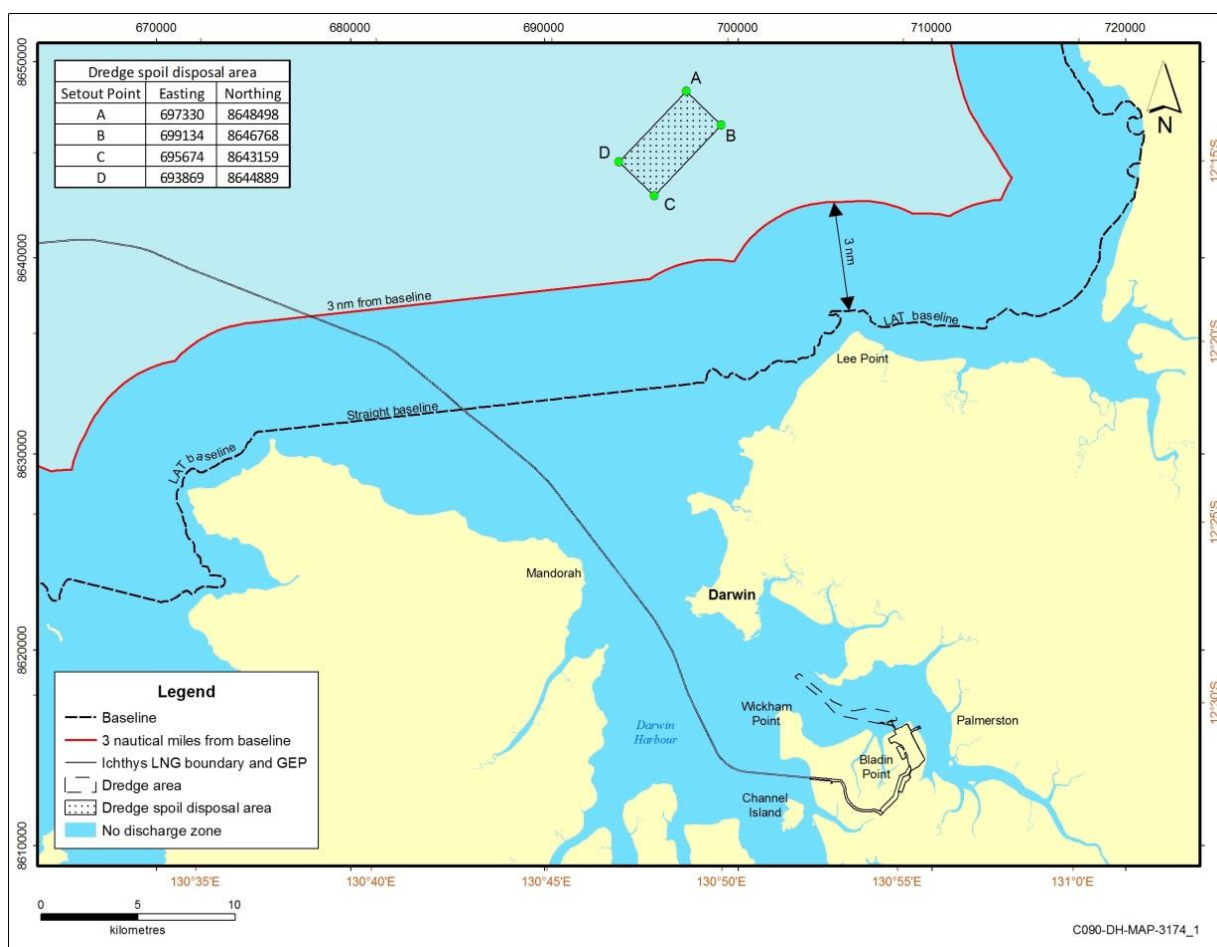 670000 680000 690000 700000 710000 720000
8650000
8640000
8630000
8620000
8610000
Dredge spoil disposal area
Setout Point Easting Northing
A 697330 8648498
B 699134 8646768
C 695674 8643159
D 693869 8644889
A
B
D
C
N
12°15'S
12°20'S
12°25'S
12°30'S
3 nm
3 nm from baseline
LAT baseline
Lee Point
Straight baseline
LAT baseline
Mandorah
Darwin
Wickham
Point
Palmerston
Darwin
Harbour
Bladin
Point
Channel
Island
Legend
Baseline
3 nautical miles from baseline
Ichthys LNG boundary and GEP
Dredge area
Dredge spoil disposal area
No discharge zone
130°35'E 130°40'E 130°45'E 130°50'E 130°55'E 131°0'E
0 5 10
kilometres
C090-DH-MAP-3174_1